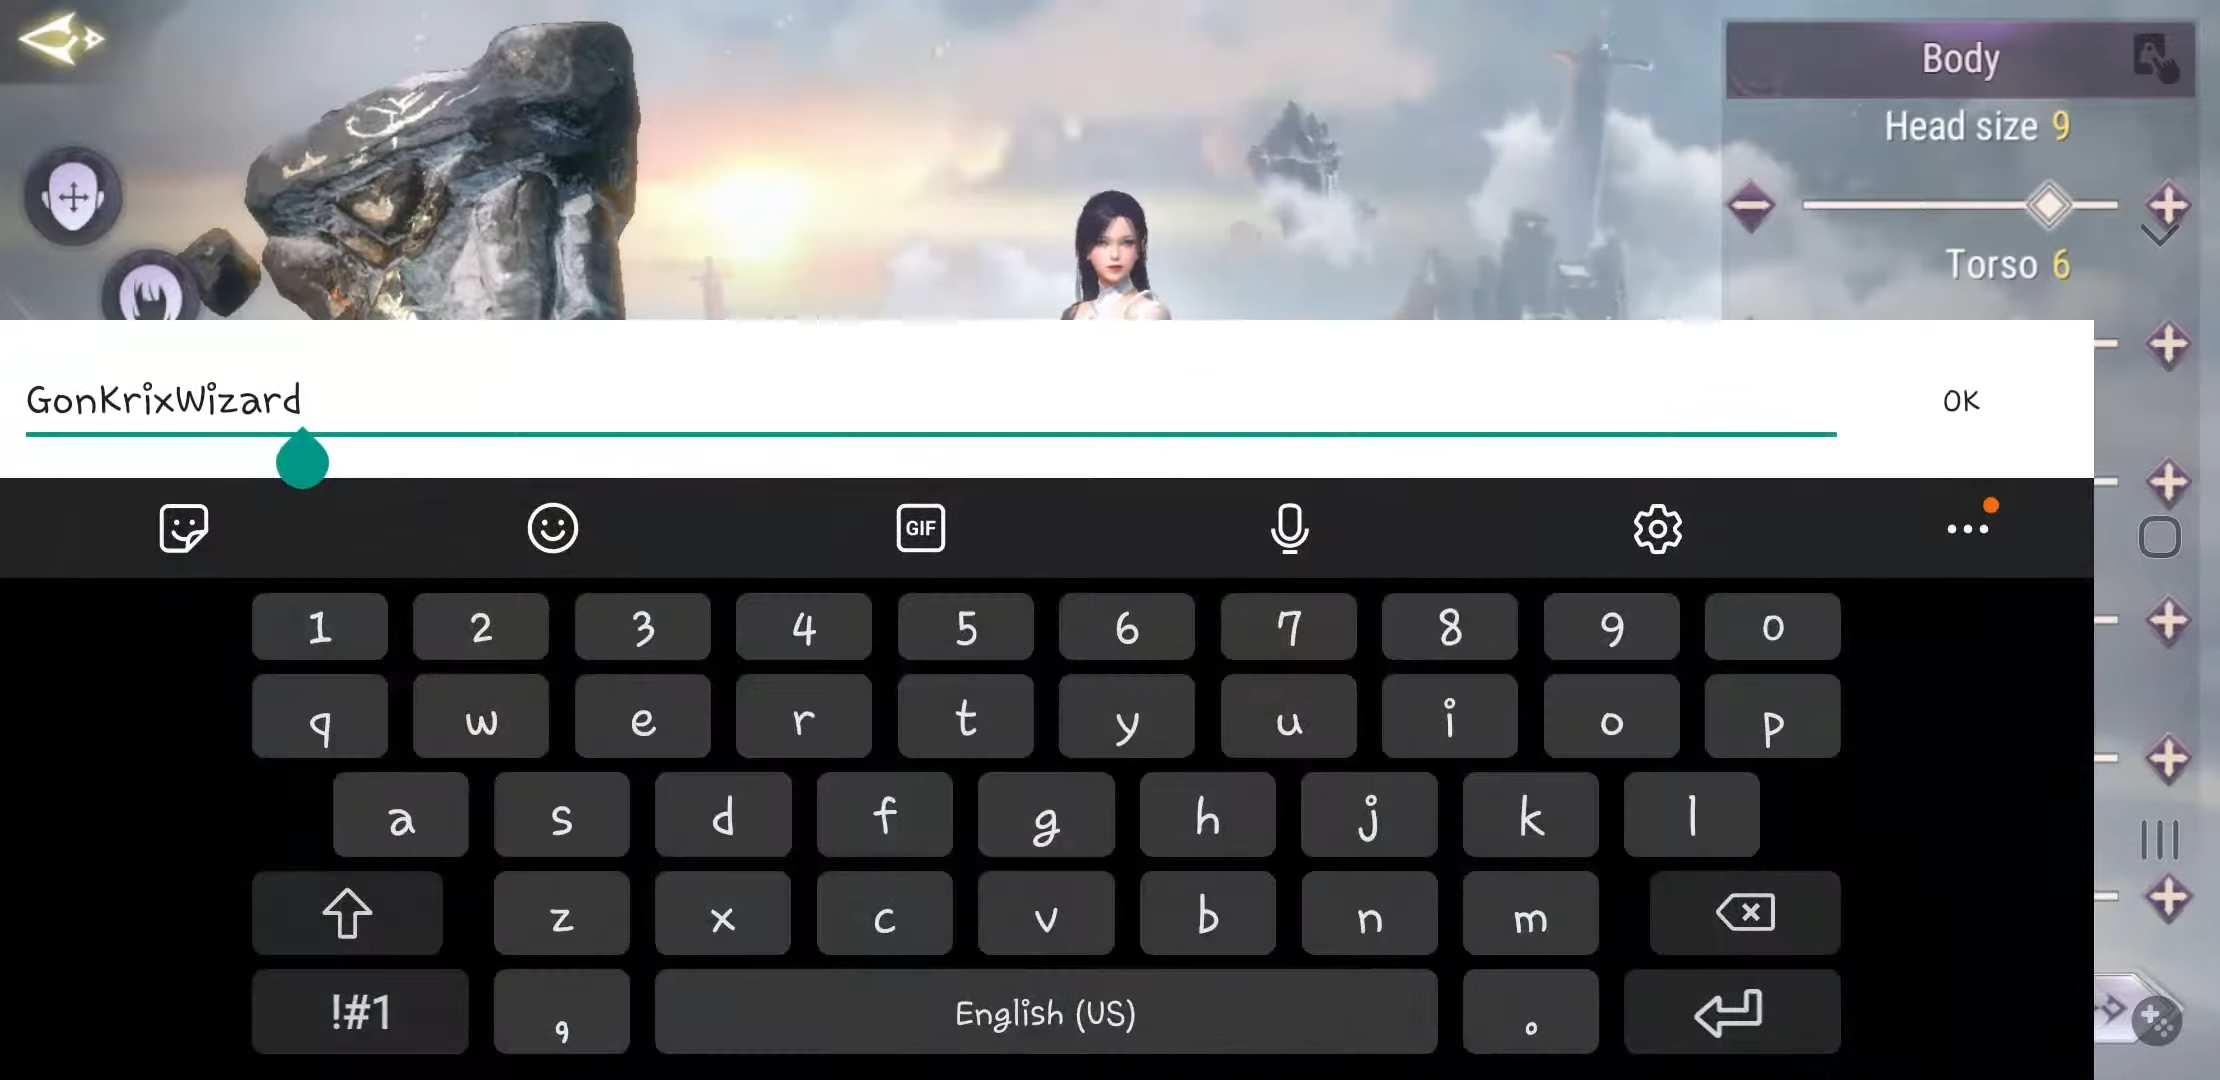 Body
Head size 9
Torso 6
GonKrixWizard
OK
GIF
1 2 3 4 5 6 7 8 9 0
q w e r t y u i o p
a s d f g h j k l
z x c v b n m
!#1 , English (US) .